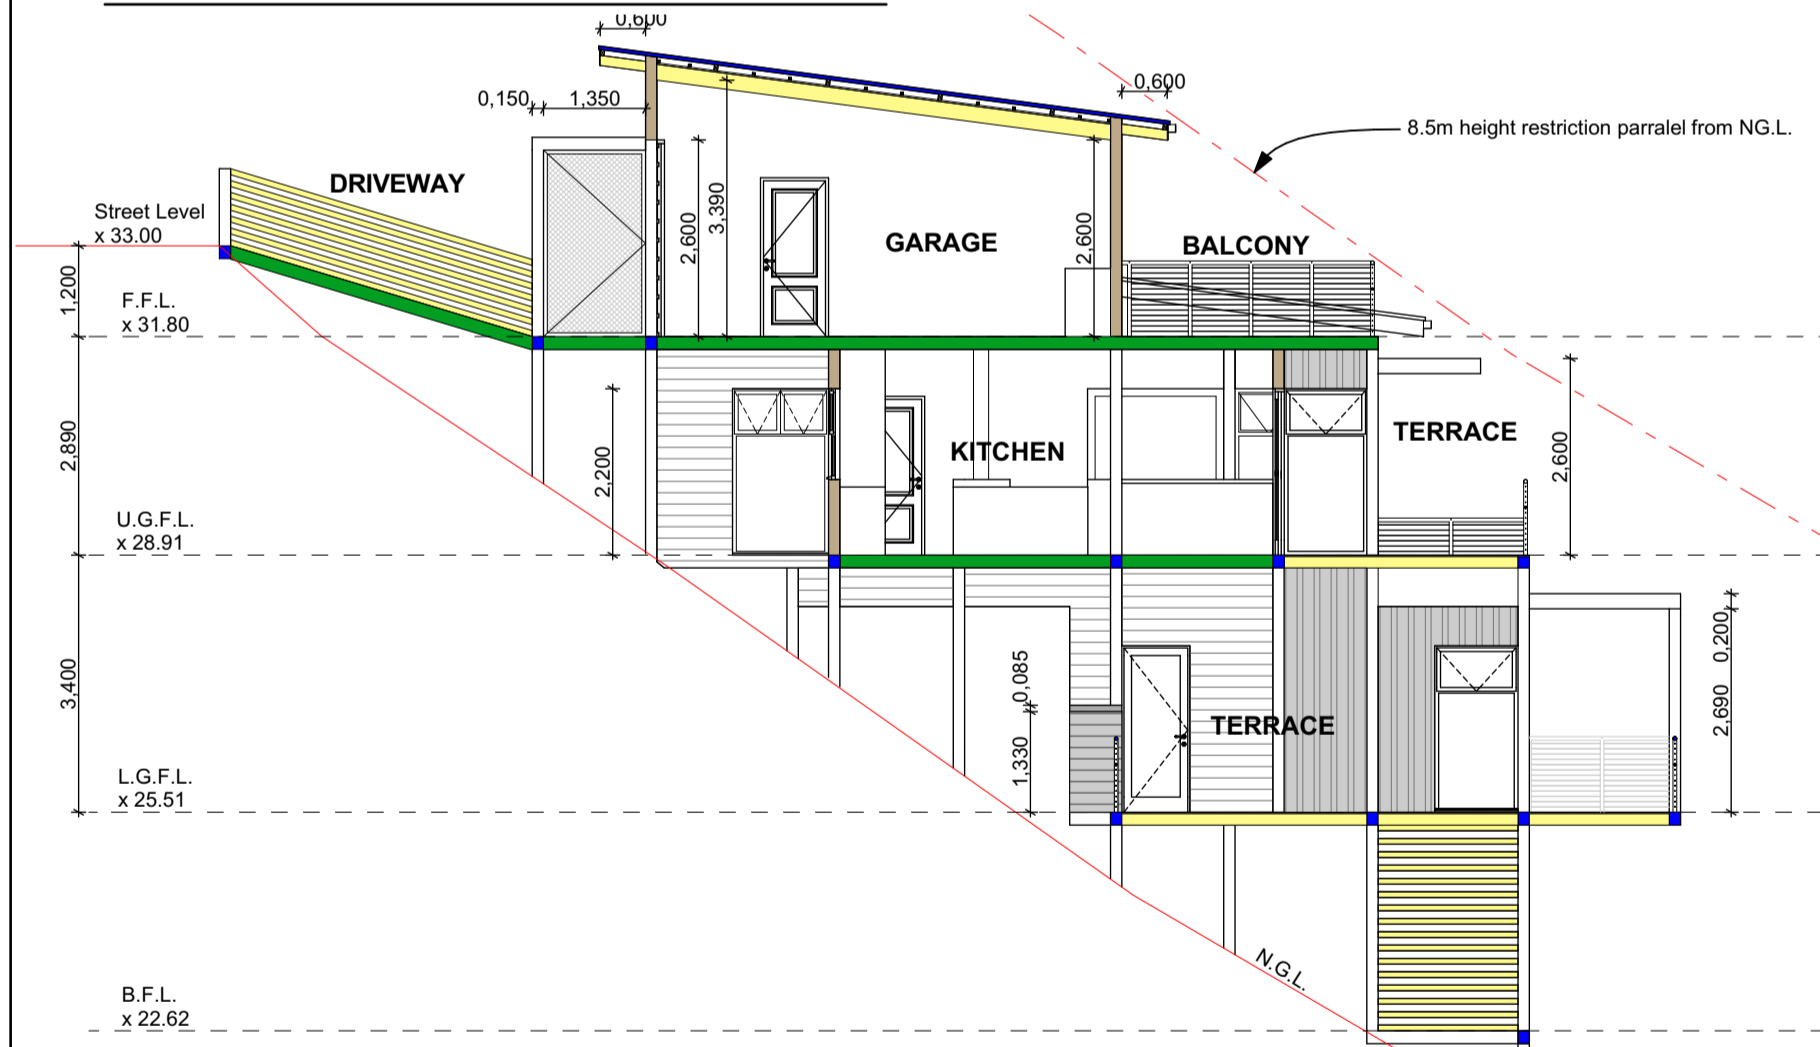 0,600
0,600
0,150
1,350
8.5m height restriction parralel from NG.L.
DRIVEWAY
3,390
2,600
GARAGE
2,600
BALCONY
Street Level
x 33.00
1,200
F.F.L.
x 31.80
2,890
2,200
KITCHEN
TERRACE
2,600
U.G.F.L.
x 28.91
3,400
0,085
1,330
TERRACE
0,200
2,690
L.G.F.L.
x 25.51
N.G.L.
B.F.L.
x 22.62